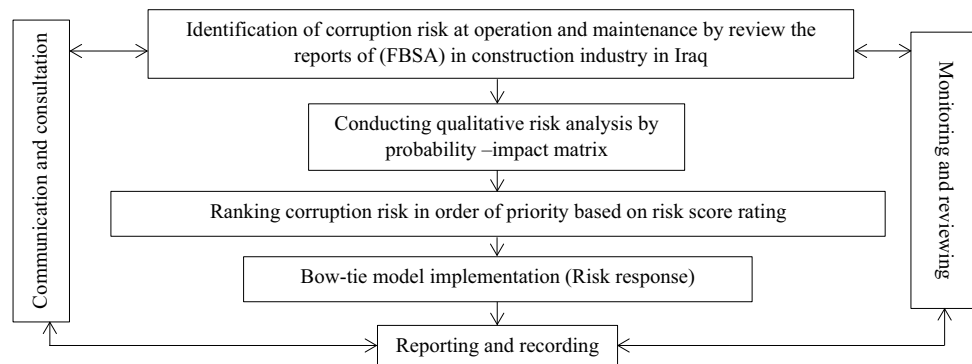 Identification of corruption risk at operation and maintenance by review the
reports of (FBSA) in construction industry in Iraq
Communication and consultation
Monitoring and reviewing
Conducting qualitative risk analysis by
probability –impact matrix
Ranking corruption risk in order of priority based on risk score rating
Bow-tie model implementation (Risk response)
Reporting and recording